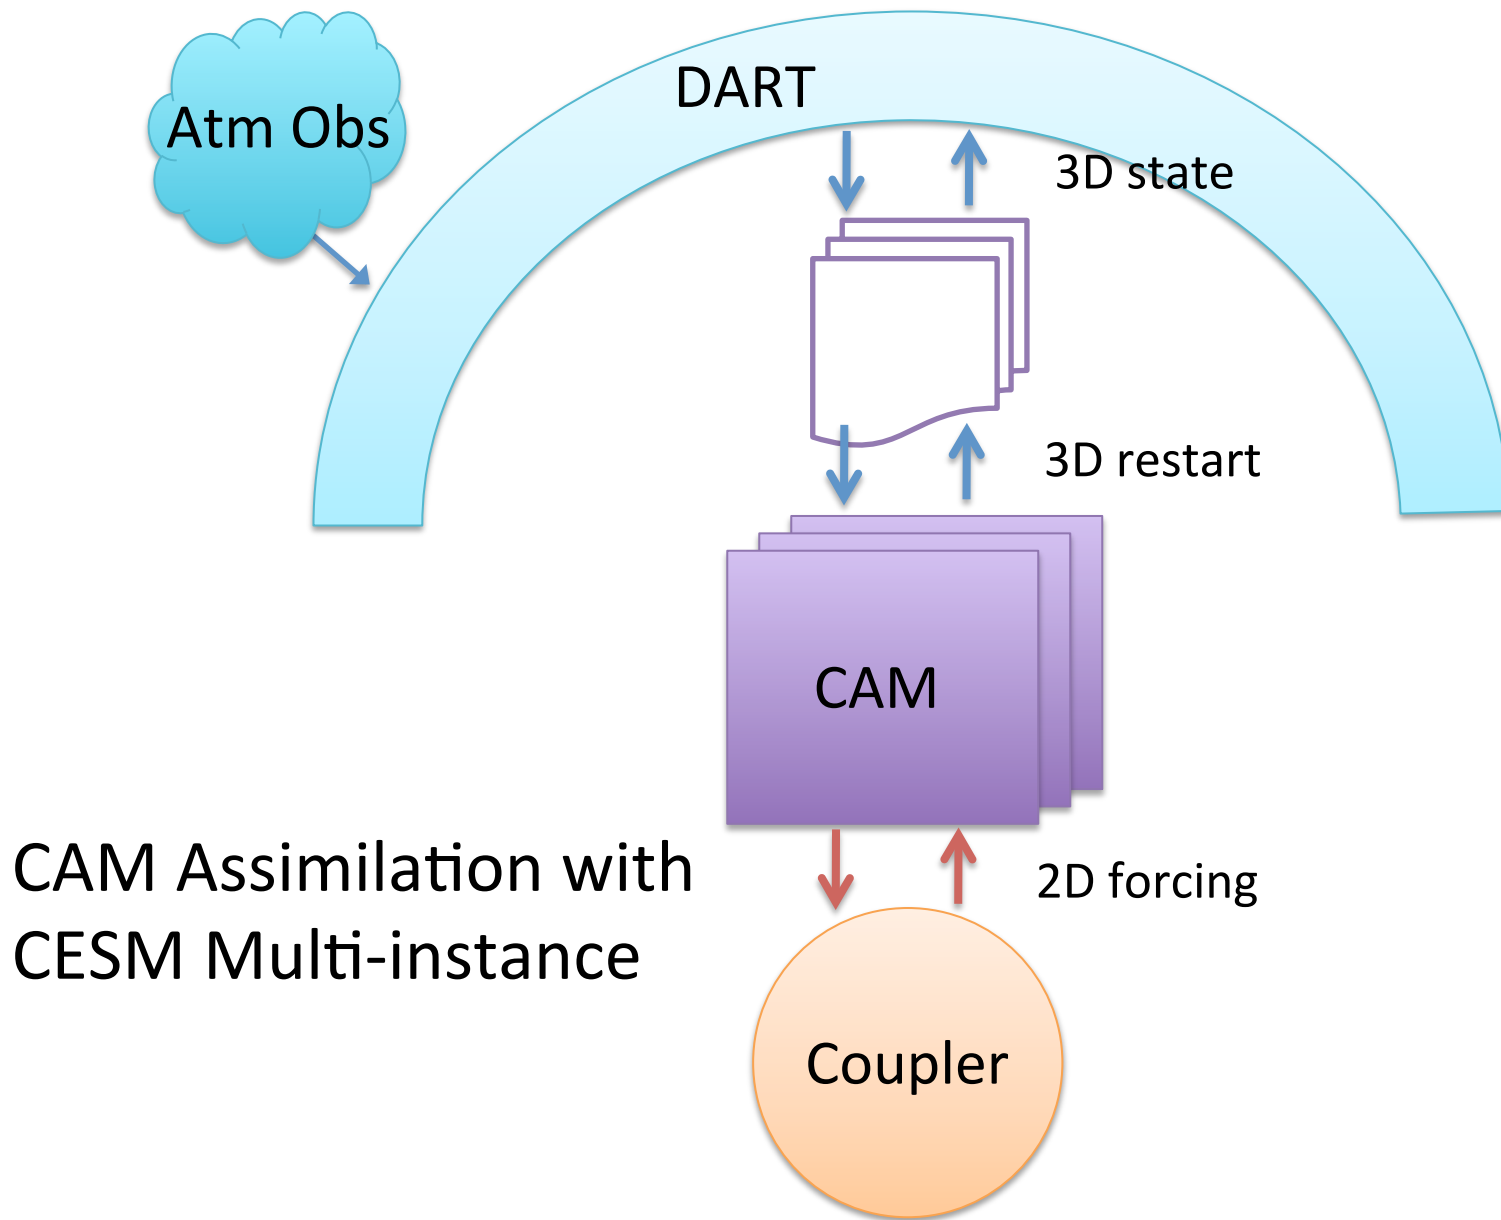 DART
Atm Obs
3D state
3D restart
CAM
CAM Assimilation with
CESM Multi-instance
2D forcing
Coupler